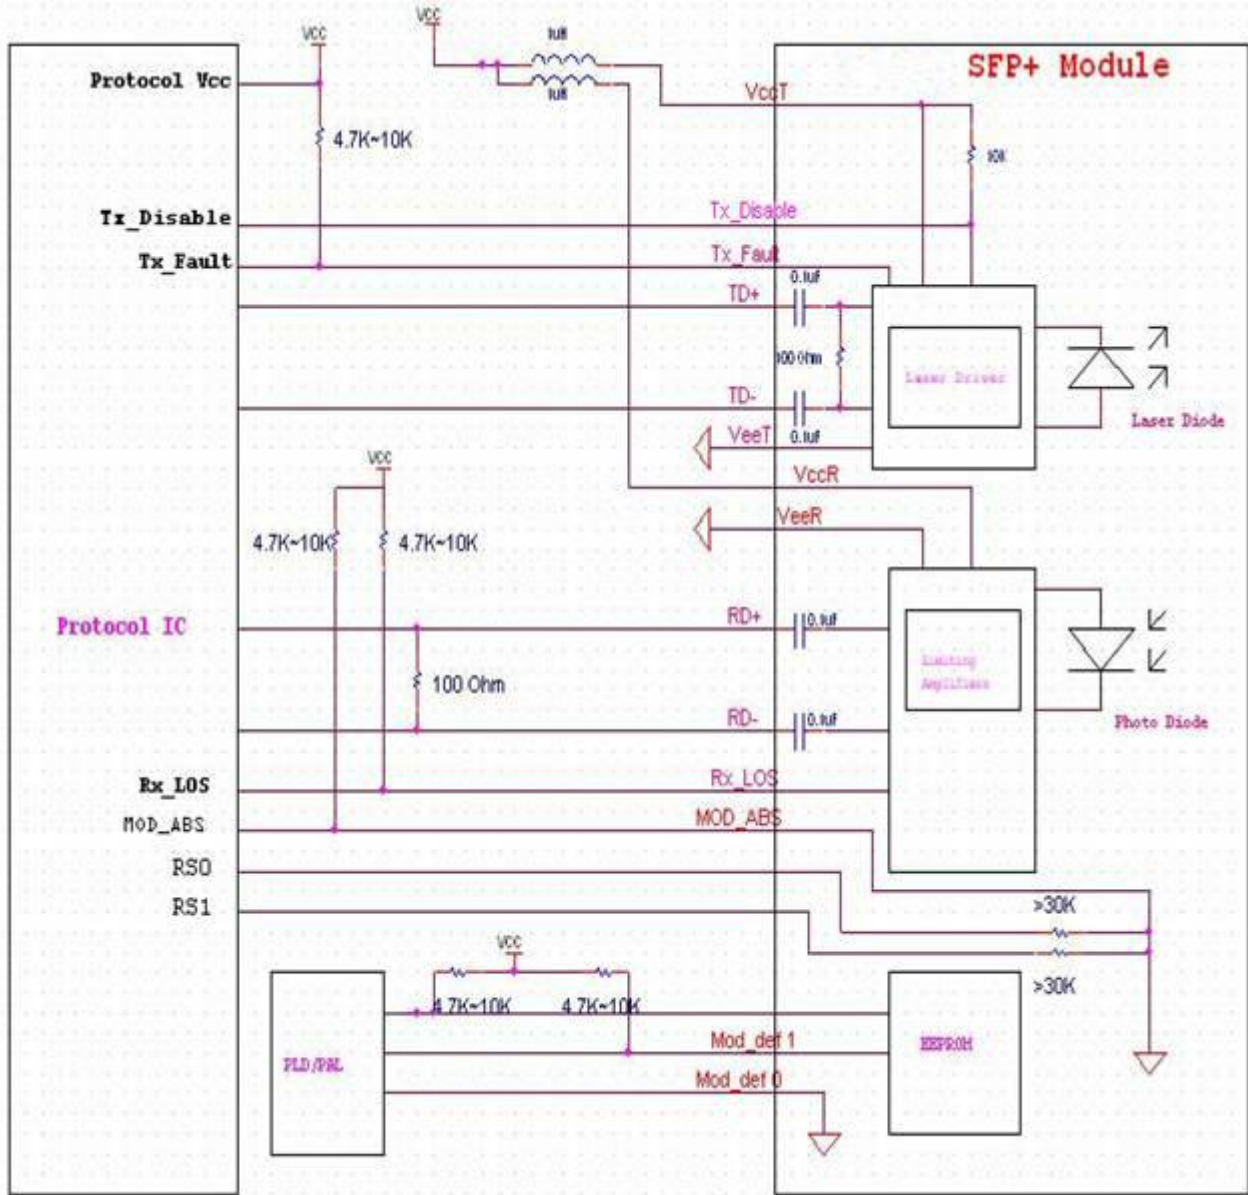 VCC
VCC
1uH
SFP+ Module
Protocol Vcc
1uH
VccT
4.7K~10K
10K
Tx_Disable
Tx_Disable
Tx_Fault
Tx_Fault
0.1uF
TD+
100 Ohm
Laser Driver
TD-
Laser Diode
VeeT
0.1uF
VCC
VccR
VeeR
4.7K~10K
4.7K~10K
Protocol IC
RD+
0.1uF
Limiting
Amplifiers
100 Ohm
RD-
0.1uF
Photo Diode
Rx_LOS
Rx_LOS
MOD_ABS
MOD_ABS
RS0
RS1
>30K
VCC
>30K
4.7K~10K
4.7K~10K
Mod_def 1
EEPROM
PLD/PAL
Mod_def 0